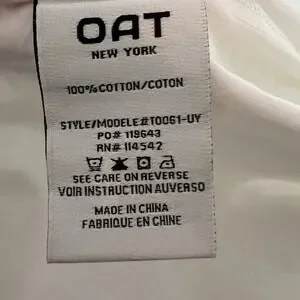 OAT
NEW YORK
100% COTTON/COTON
STYLE/MODELE#T0061-UY
PO# 119643
RN# 114542
SEE CARE ON REVERSE
VOIR INSTRUCTION AUVERSO
MADE IN CHINA
FABRIQUE EN CHINE